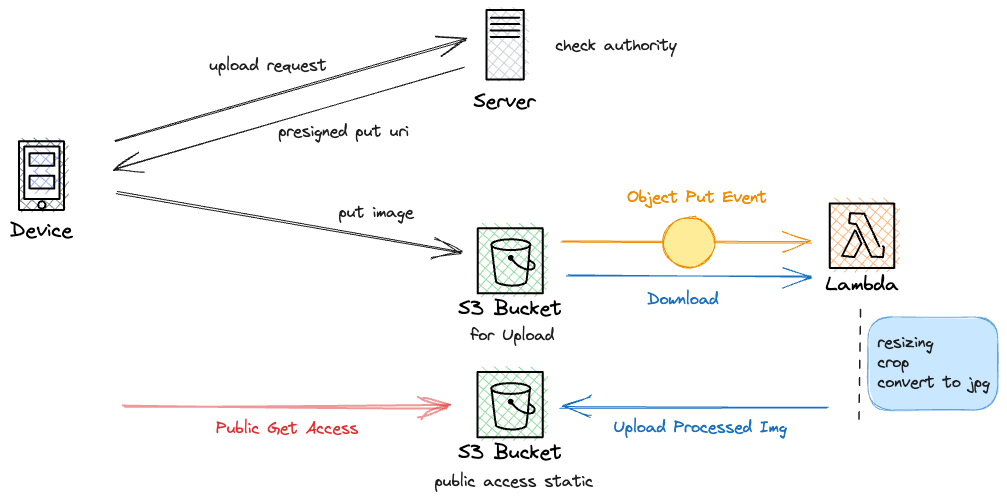 upload request
check authority
Server
presigned put uri
Device
put image
Object Put Event
Download
Lambda
S3 Bucket
for Upload
resizing
crop
convert to jpg
Public Get Access
Upload Processed Img
S3 Bucket
public access static